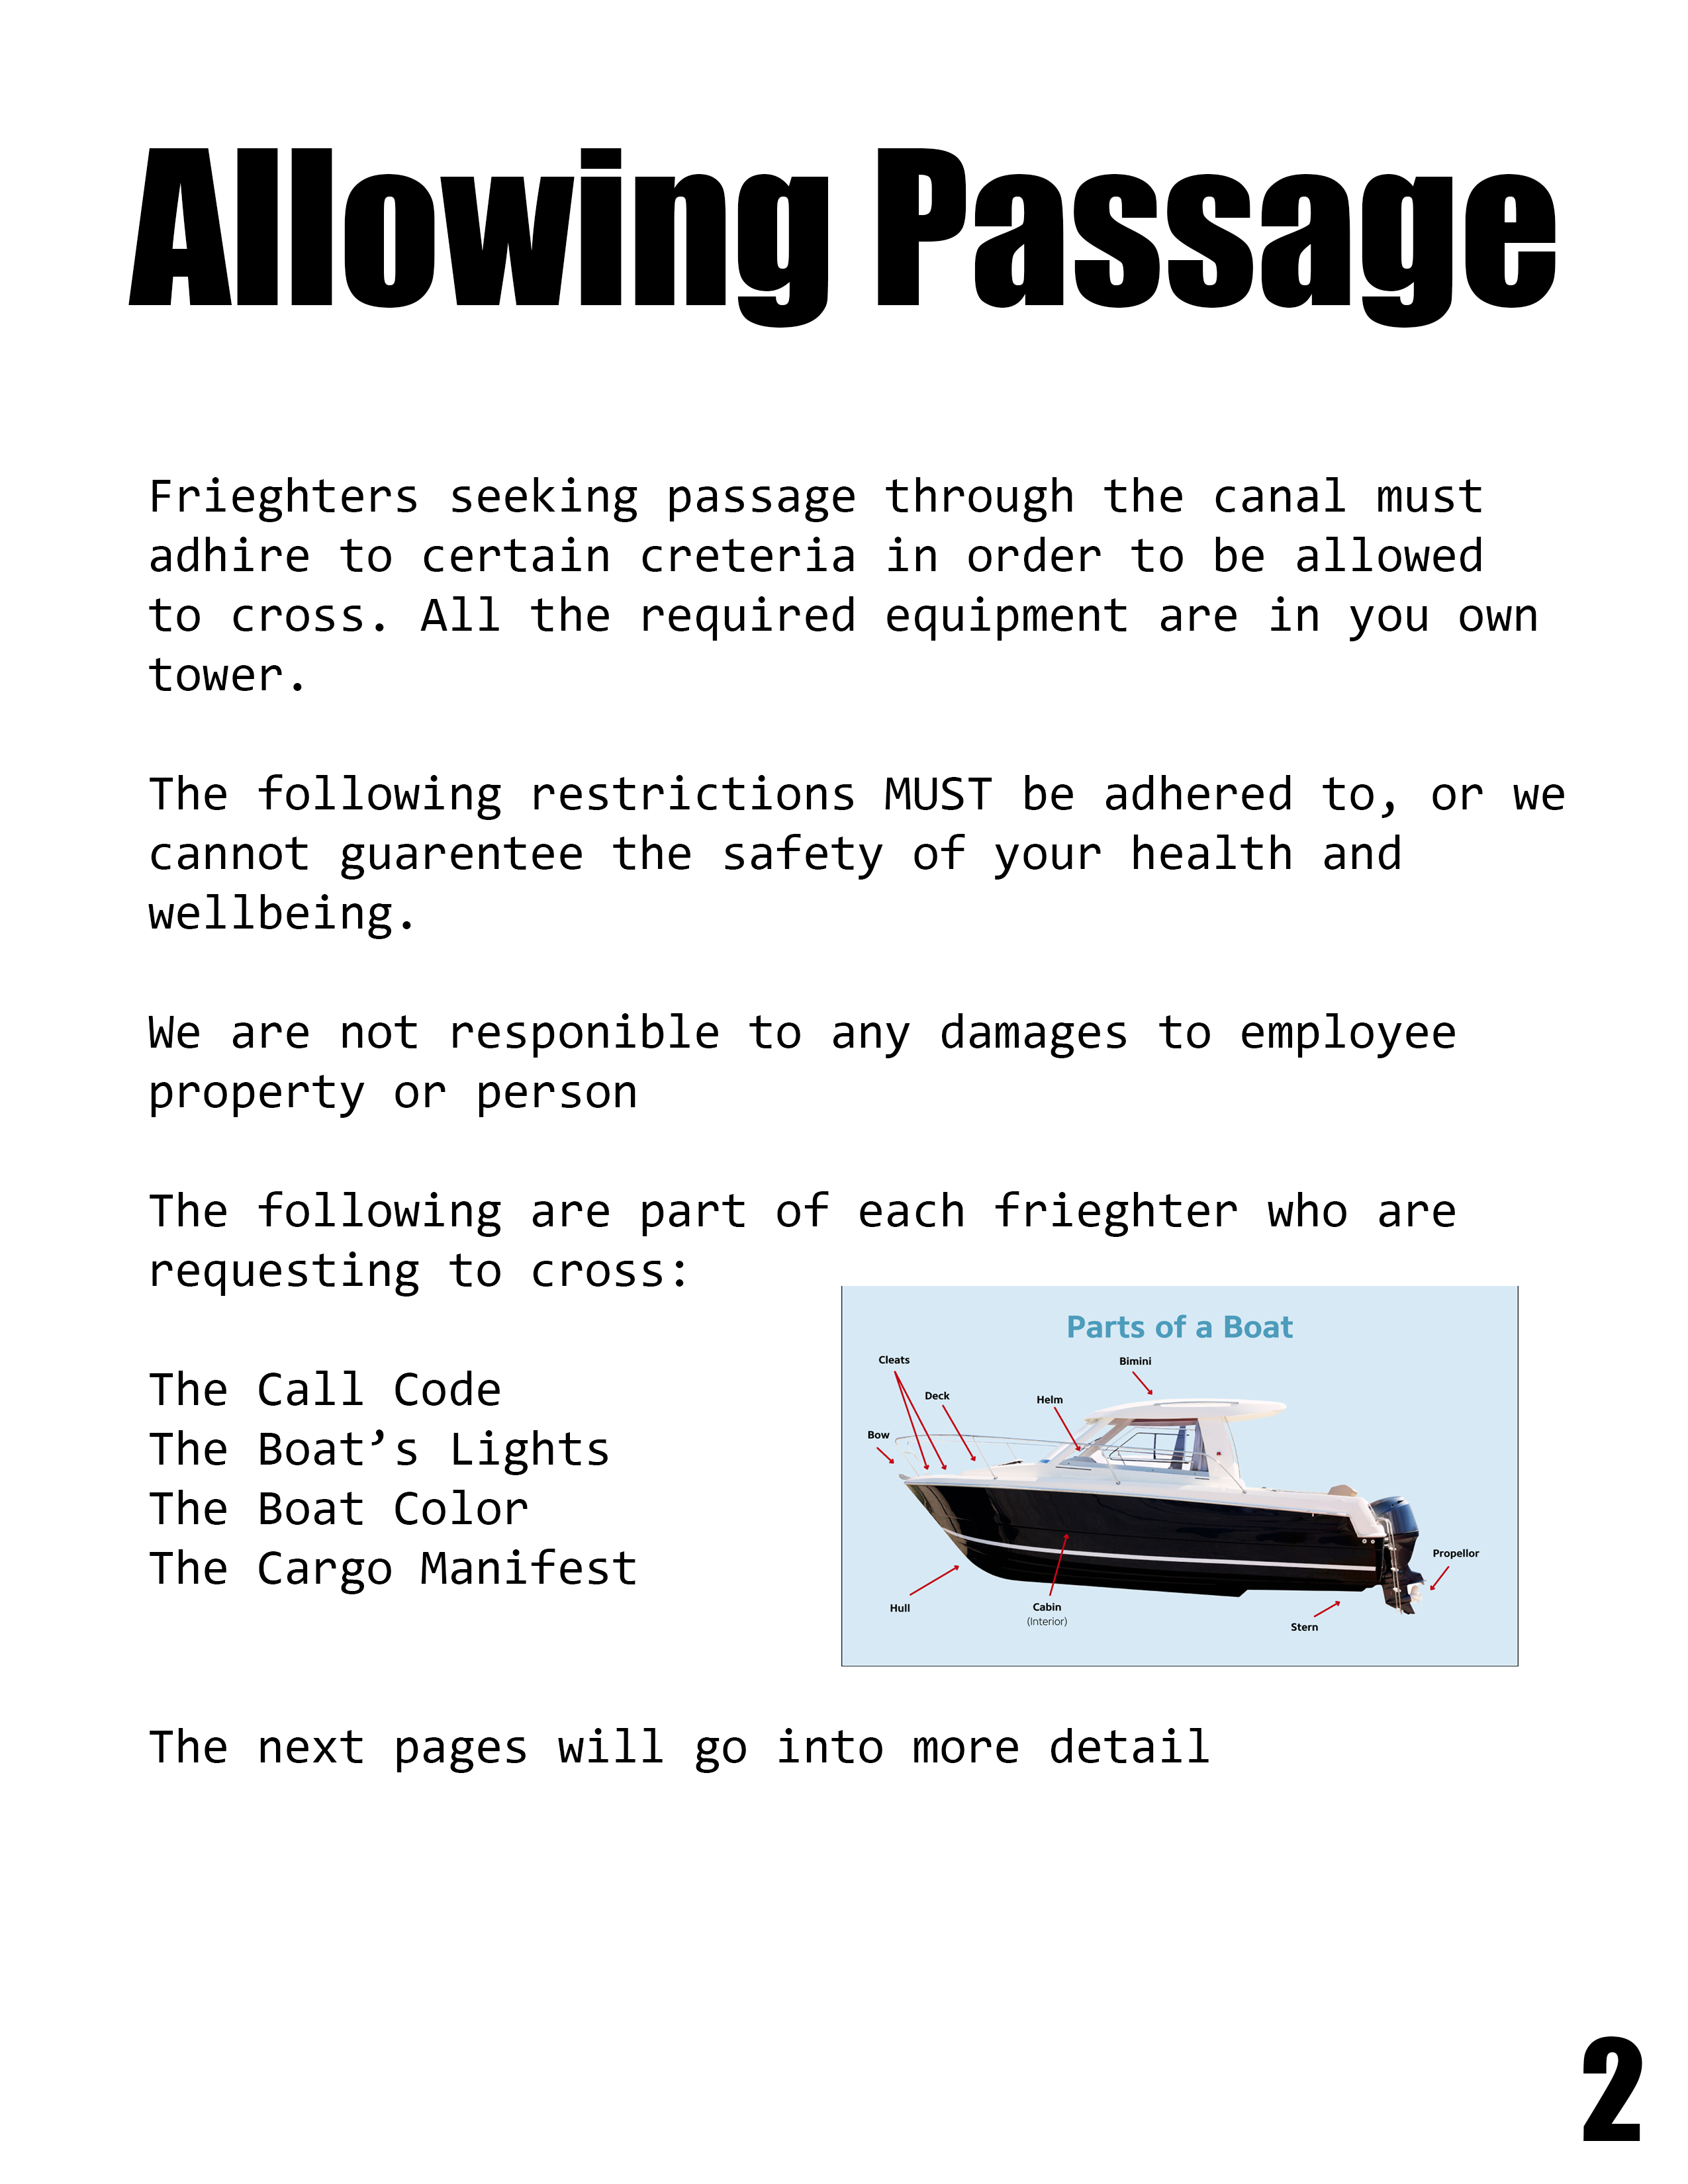 Allowing Passage
Frieghters seeking passage through the canal must
adhire to certain creteria in order to be allowed
to cross. All the required equipment are in you own
tower.
The following restrictions MUST be adhered to, or we
cannot guarentee the safety of your health and
wellbeing.
We are not responible to any damages to employee
property or person
The following are part of each frieghter who are
requesting to cross:
The Call Code
The Boat’s Lights
The Boat Color
The Cargo Manifest
Parts of a Boat
Cleats
Bimini
Deck
Helm
Bow
Propellor
Hull
Cabin
(Interior)
Stern
The next pages will go into more detail
2